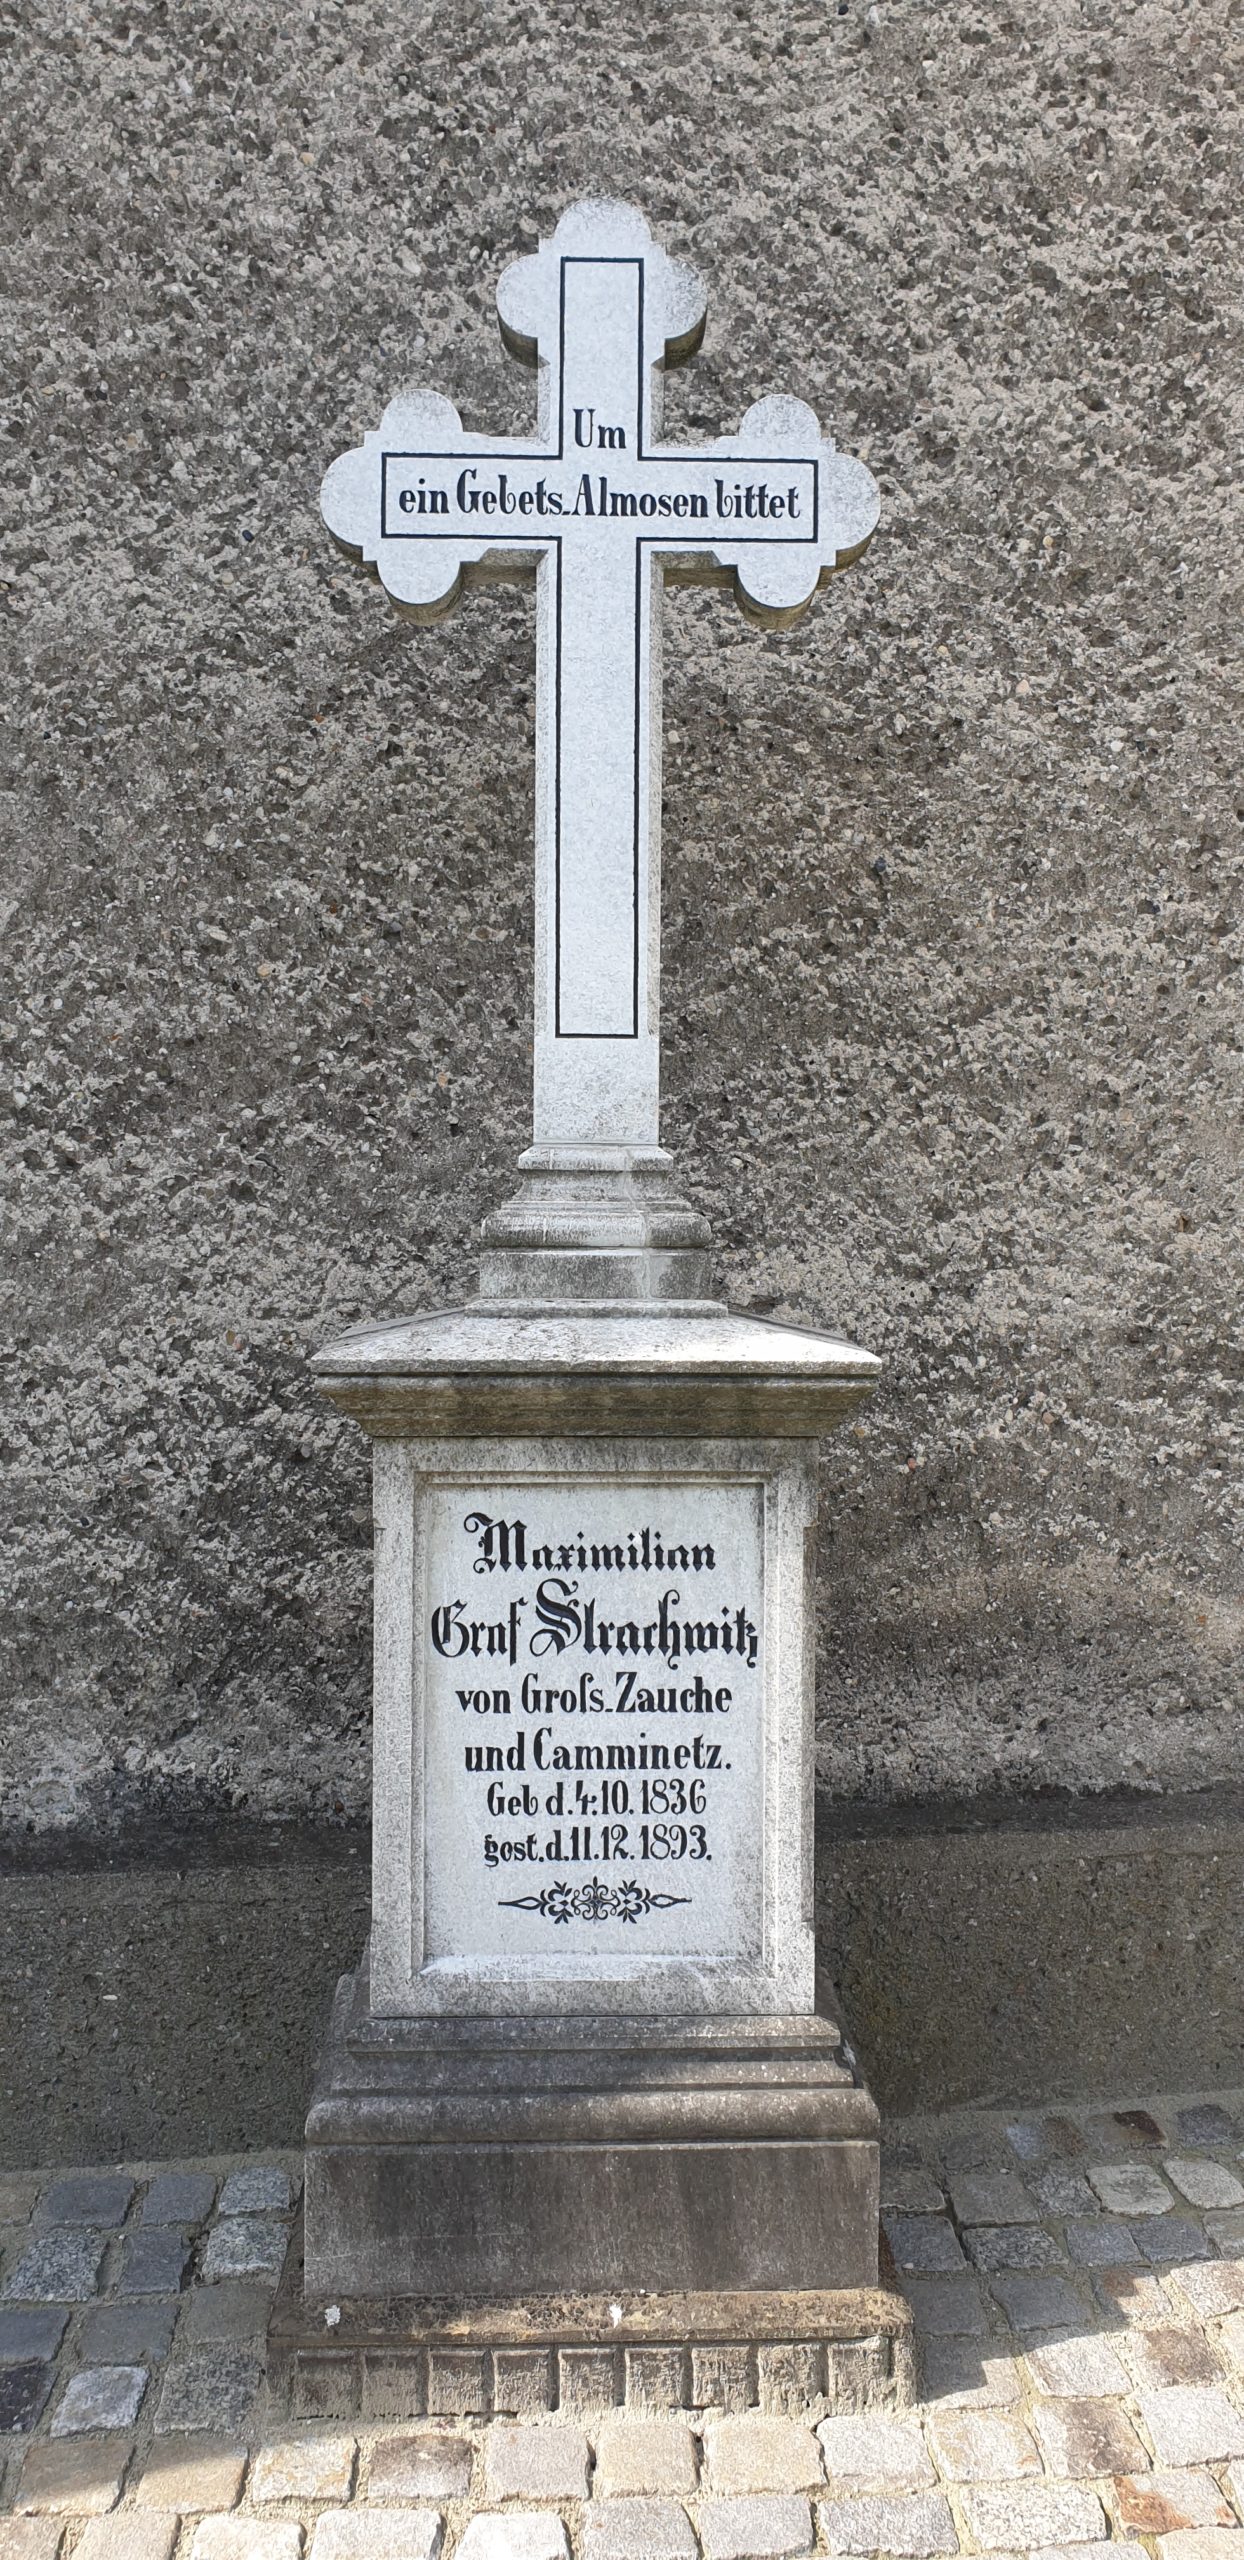 Um
ein Gebets-Almosen bittet
Maximilian
Graf Strachwitz
von Groſs-Zauche
und Camminetz.
Geb d. 4. 10. 1836
gest. d. 11. 12. 1893.